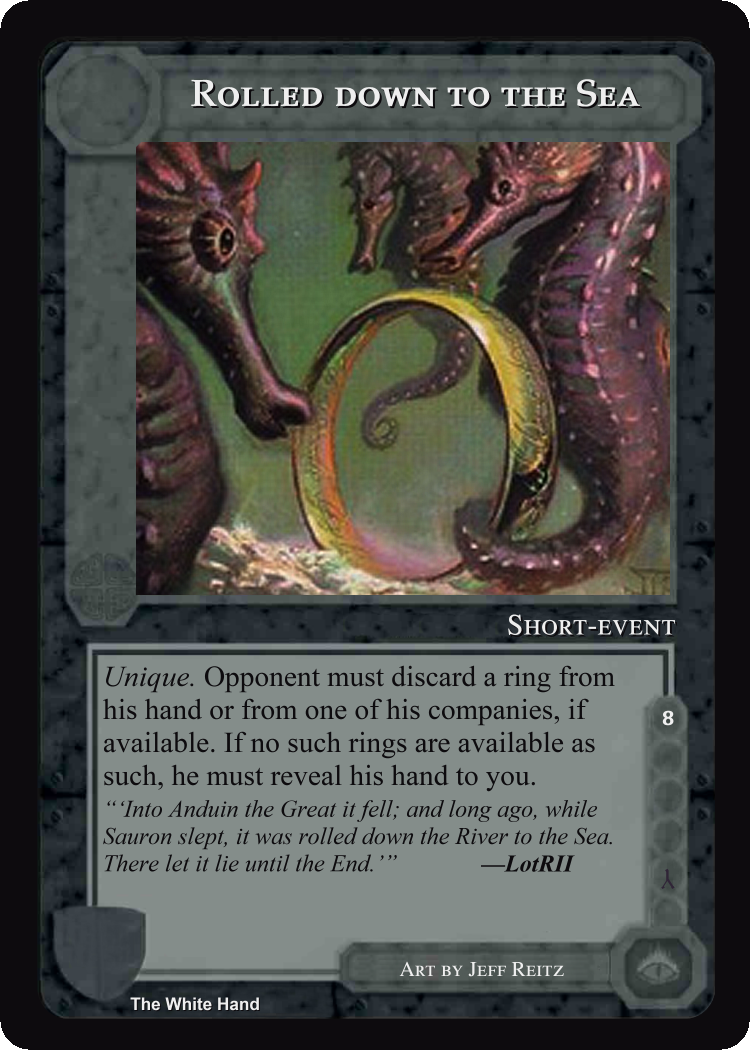 Rolled down to the Sea
Short-event
Unique. Opponent must discard a ring from
his hand or from one of his companies, if
available. If no such rings are available as
such, he must reveal his hand to you.
“‘Into Anduin the Great it fell; and long ago, while
Sauron slept, it was rolled down the River to the Sea.
There let it lie until the End.’” —LotRII
8
Art by Jeff Reitz
The White Hand